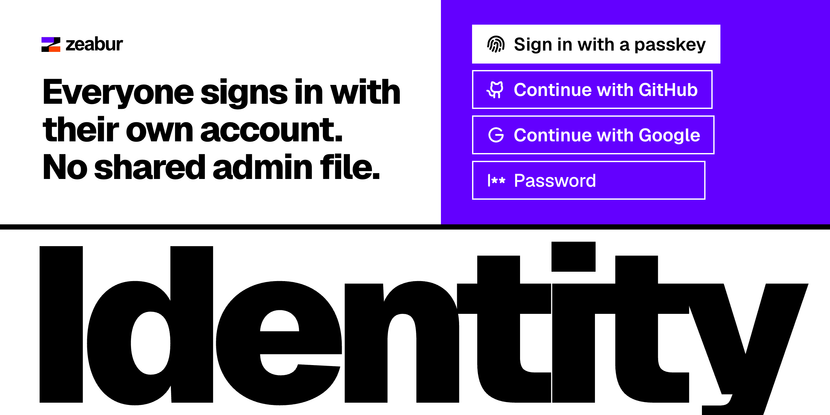 zeabur
Everyone signs in with
their own account.
No shared admin file.
Sign in with a passkey
Continue with GitHub
Continue with Google
Password
Identity